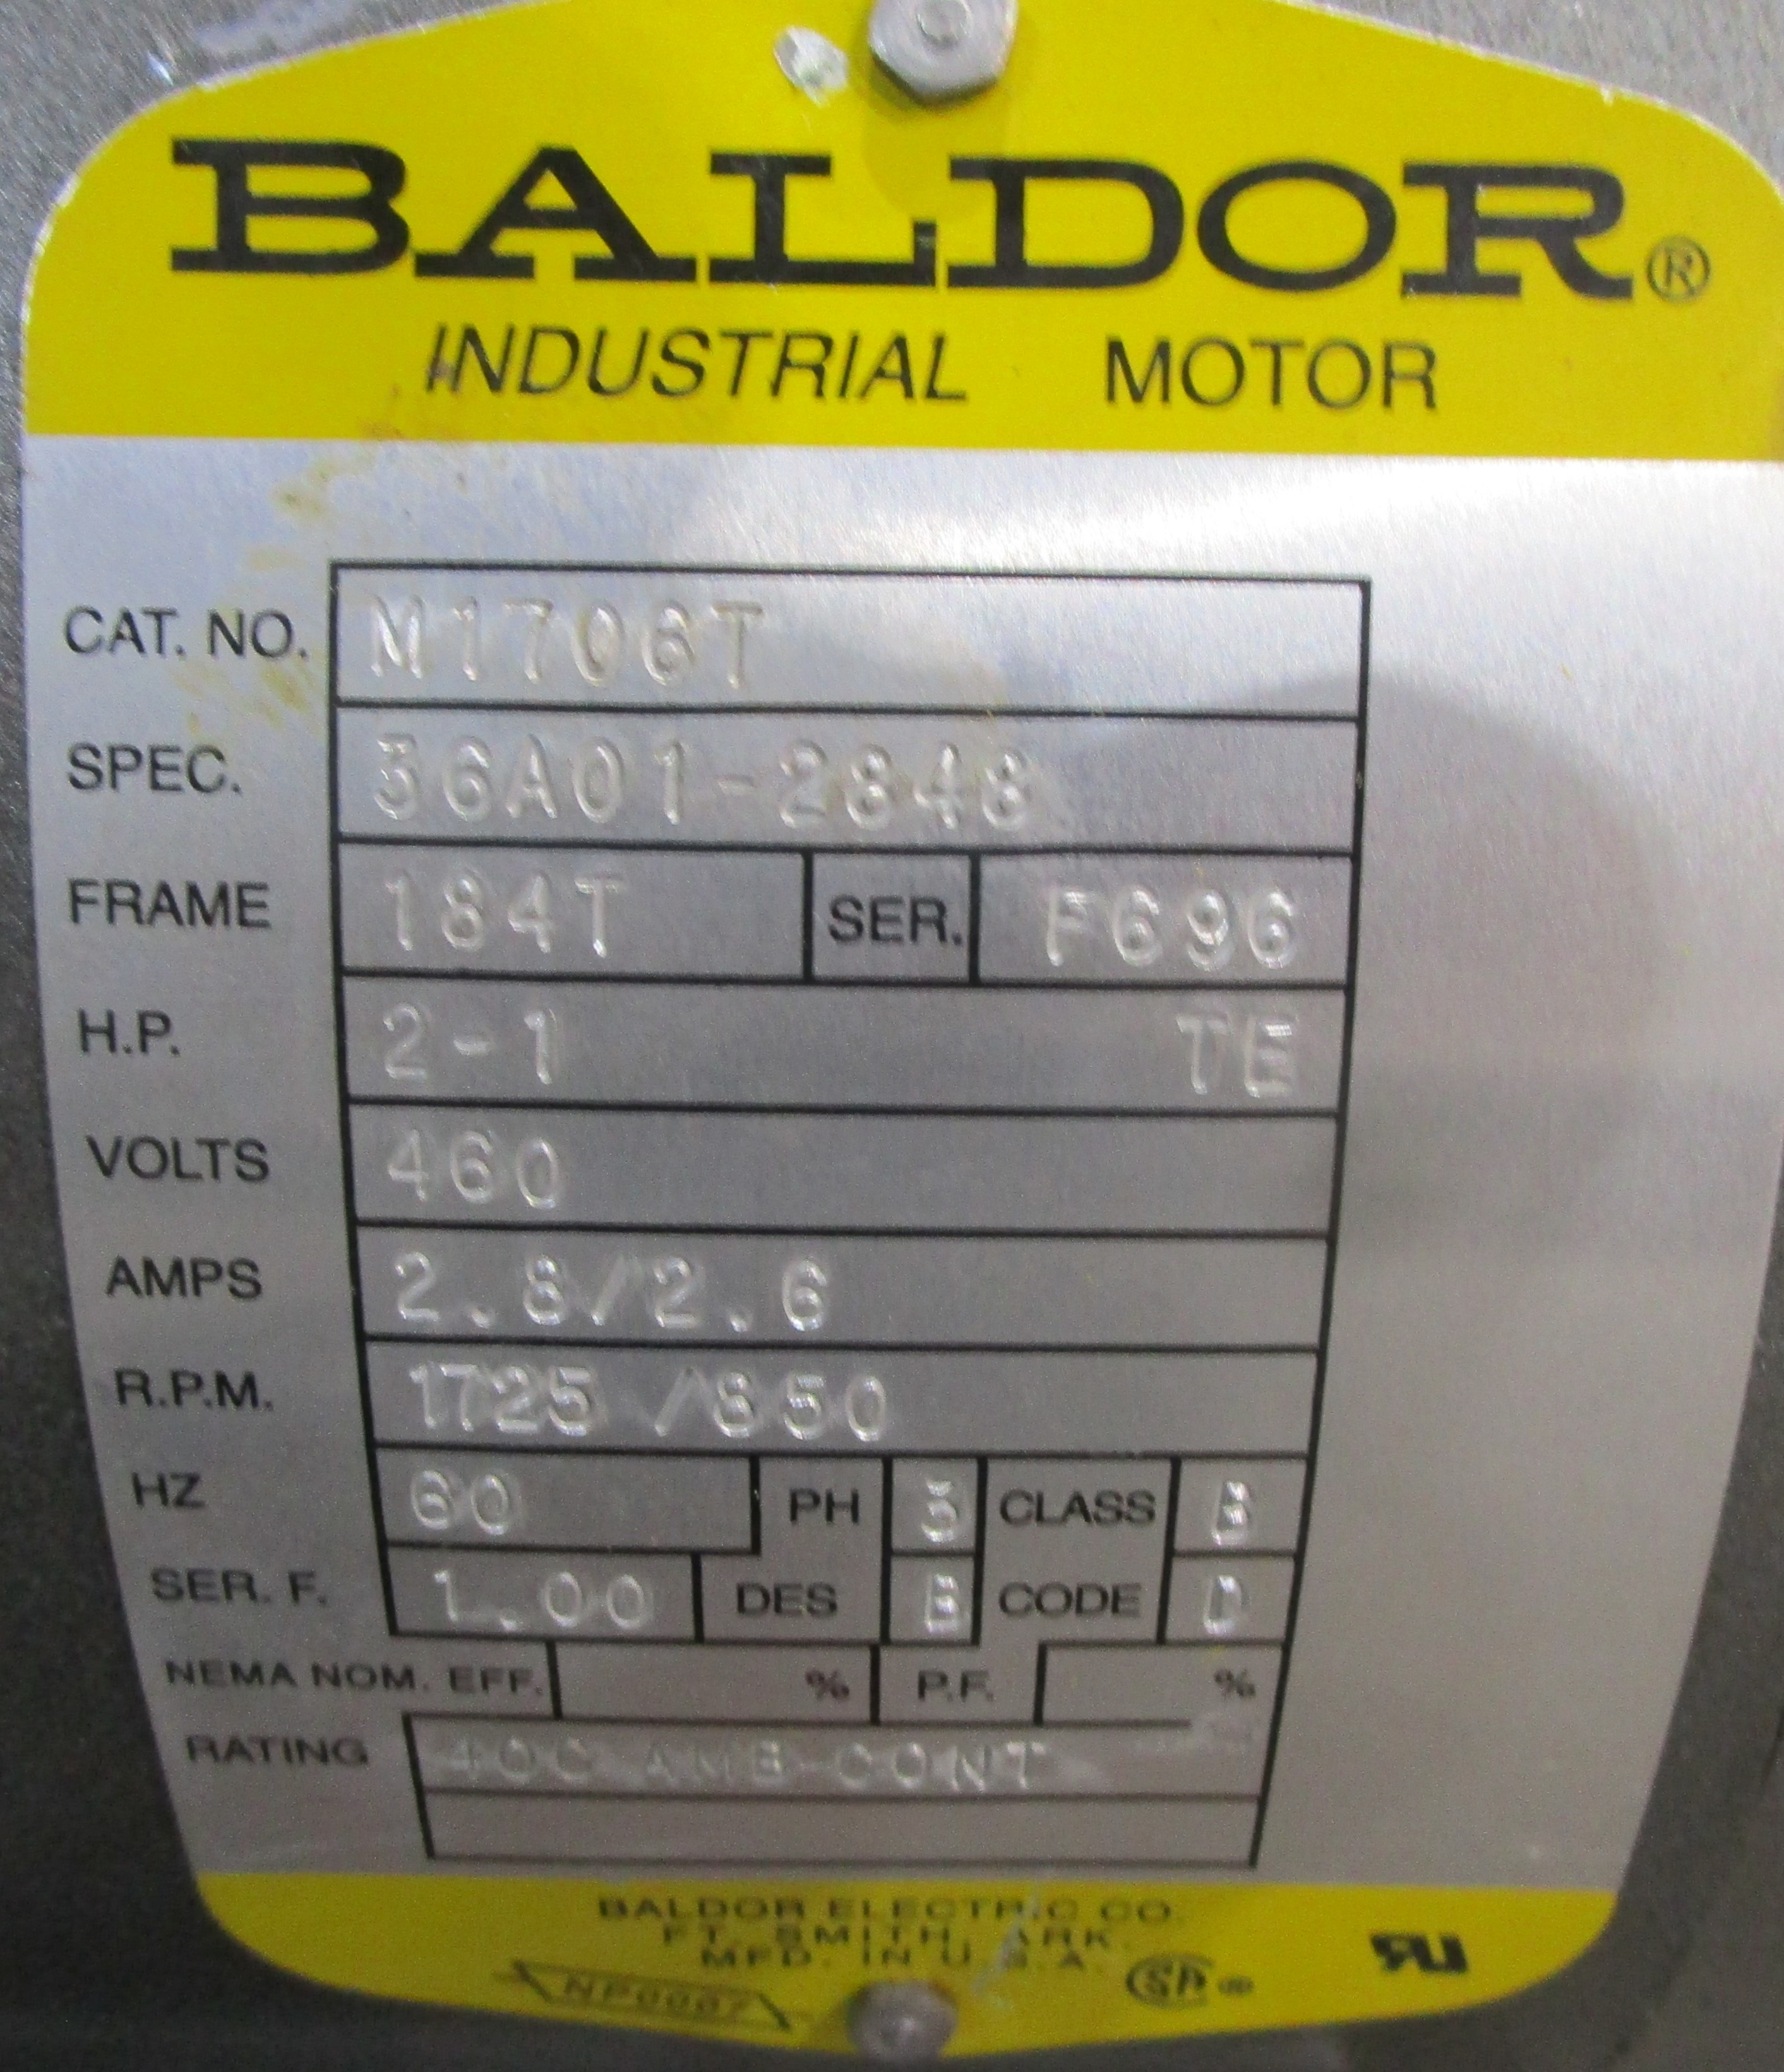 BALDOR®
INDUSTRIAL MOTOR
CAT. NO. M1706T
SPEC. 36A01-2848
FRAME 184T SER. F696
H.P. 2-1 TE
VOLTS 460
AMPS 2.8/2.6
R.P.M. 1725 /850
HZ 60 PH 3 CLASS B
SER. F. 1.00 DES B CODE D
NEMA NOM. EFF. % P.F. %
RATING 40C AMB-CONT
BALDOR ELECTRIC CO.
FT. SMITH, ARK.
MFD. IN U.S.A.